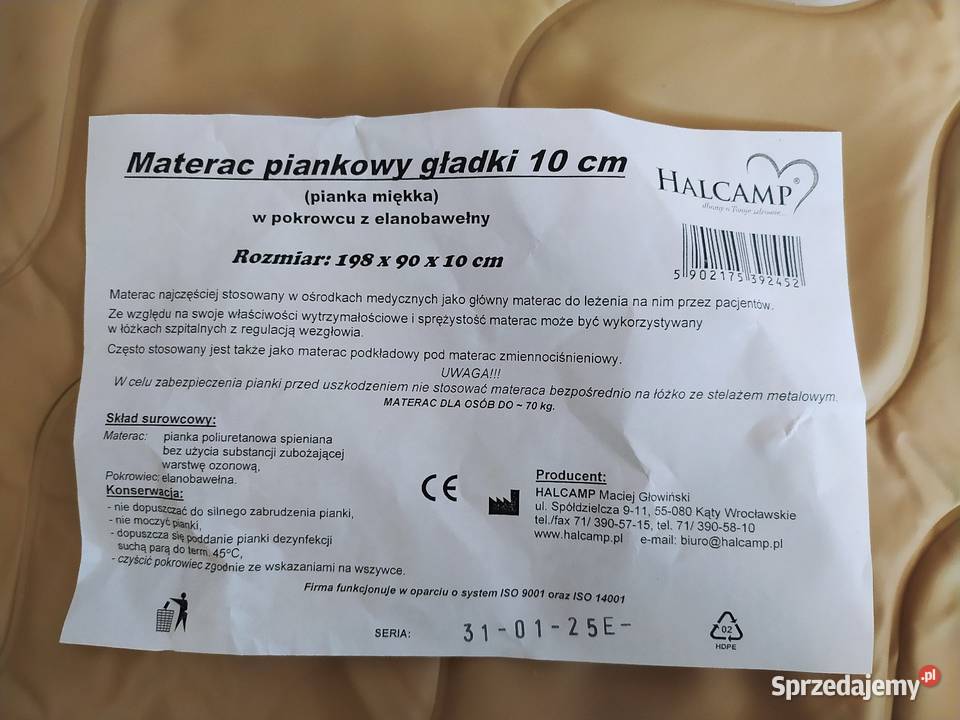 Materac piankowy gładki 10 cm
(pianka miękka)
w pokrowcu z elanobawełny
HALCAMP®
dbamy o Twoje zdrowie...
Rozmiar: 198 x 90 x 10 cm
5 902175 392452
Materac najczęściej stosowany w ośrodkach medycznych jako główny materac do leżenia na nim przez pacjentów.
Ze względu na swoje właściwości wytrzymałościowe i sprężystość materac może być wykorzystywany
w łóżkach szpitalnych z regulacją wezgłowia.
Często stosowany jest także jako materac podkładowy pod materac zmiennociśnieniowy.
UWAGA!!!
W celu zabezpieczenia pianki przed uszkodzeniem nie stosować materaca bezpośrednio na łóżko ze stelażem metalowym.
MATERAC DLA OSÓB DO ~ 70 kg.
Skład surowcowy:
Materac: pianka poliuretanowa spieniana
bez użycia substancji zubożającej
warstwę ozonową,
Pokrowiec: elanobawełna.
Konserwacja:
- nie dopuszczać do silnego zabrudzenia pianki,
- nie moczyć pianki,
- dopuszcza się poddanie pianki dezynfekcji
suchą parą do term. 45°C,
- czyścić pokrowiec zgodnie ze wskazaniami na wszywce.
CE
Producent:
HALCAMP Maciej Głowiński
ul. Spółdzielcza 9-11, 55-080 Kąty Wrocławskie
tel./fax 71/ 390-57-15, tel. 71/ 390-58-10
www.halcamp.pl e-mail: biuro@halcamp.pl
Firma funkcjonuje w oparciu o system ISO 9001 oraz ISO 14001
SERIA: 31-01-25E-
02
HDPE
Sprzedajemy.pl